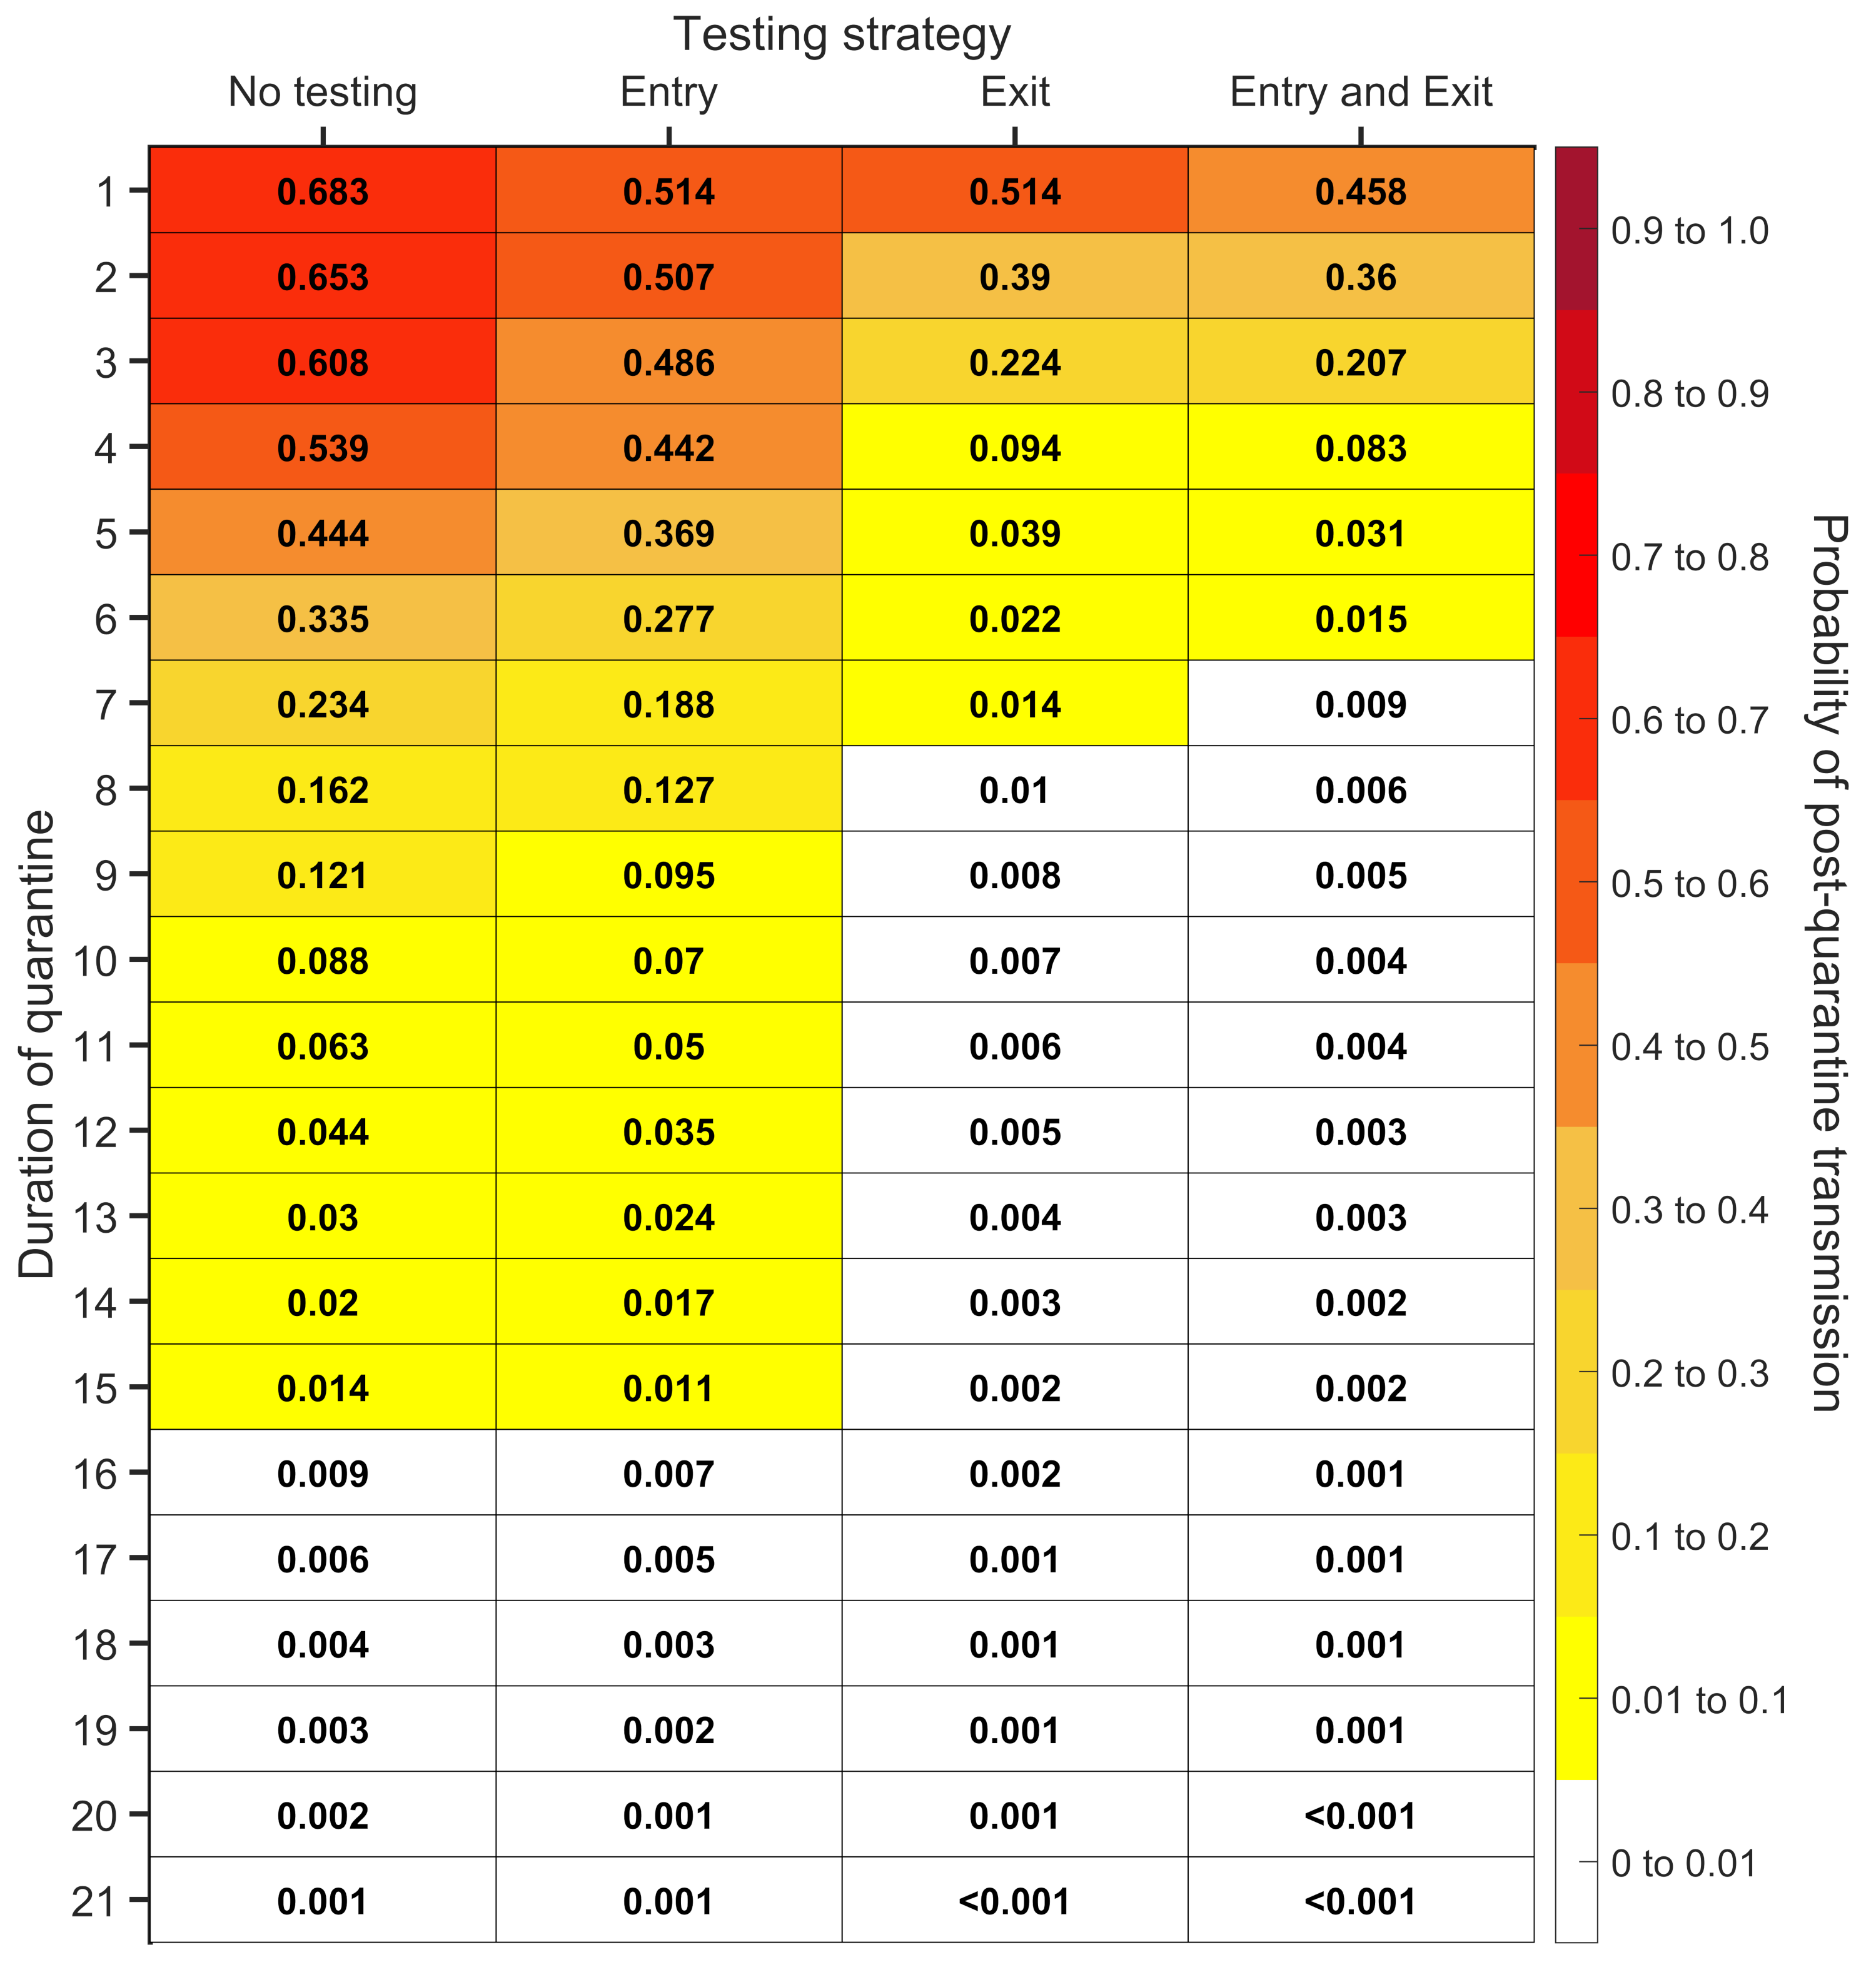 Testing strategy
No testing Entry Exit Entry and Exit
1 0.683 0.514 0.514 0.458
2 0.653 0.507 0.39 0.36
3 0.608 0.486 0.224 0.207
4 0.539 0.442 0.094 0.083
5 0.444 0.369 0.039 0.031
6 0.335 0.277 0.022 0.015
7 0.234 0.188 0.014 0.009
8 0.162 0.127 0.01 0.006
9 0.121 0.095 0.008 0.005
10 0.088 0.07 0.007 0.004
11 0.063 0.05 0.006 0.004
12 0.044 0.035 0.005 0.003
13 0.03 0.024 0.004 0.003
14 0.02 0.017 0.003 0.002
15 0.014 0.011 0.002 0.002
16 0.009 0.007 0.002 0.001
17 0.006 0.005 0.001 0.001
18 0.004 0.003 0.001 0.001
19 0.003 0.002 0.001 0.001
20 0.002 0.001 0.001 <0.001
21 0.001 0.001 <0.001 <0.001
Duration of quarantine
0.9 to 1.0
0.8 to 0.9
0.7 to 0.8
0.6 to 0.7
0.5 to 0.6
0.4 to 0.5
0.3 to 0.4
0.2 to 0.3
0.1 to 0.2
0.01 to 0.1
0 to 0.01
Probability of post-quarantine transmission